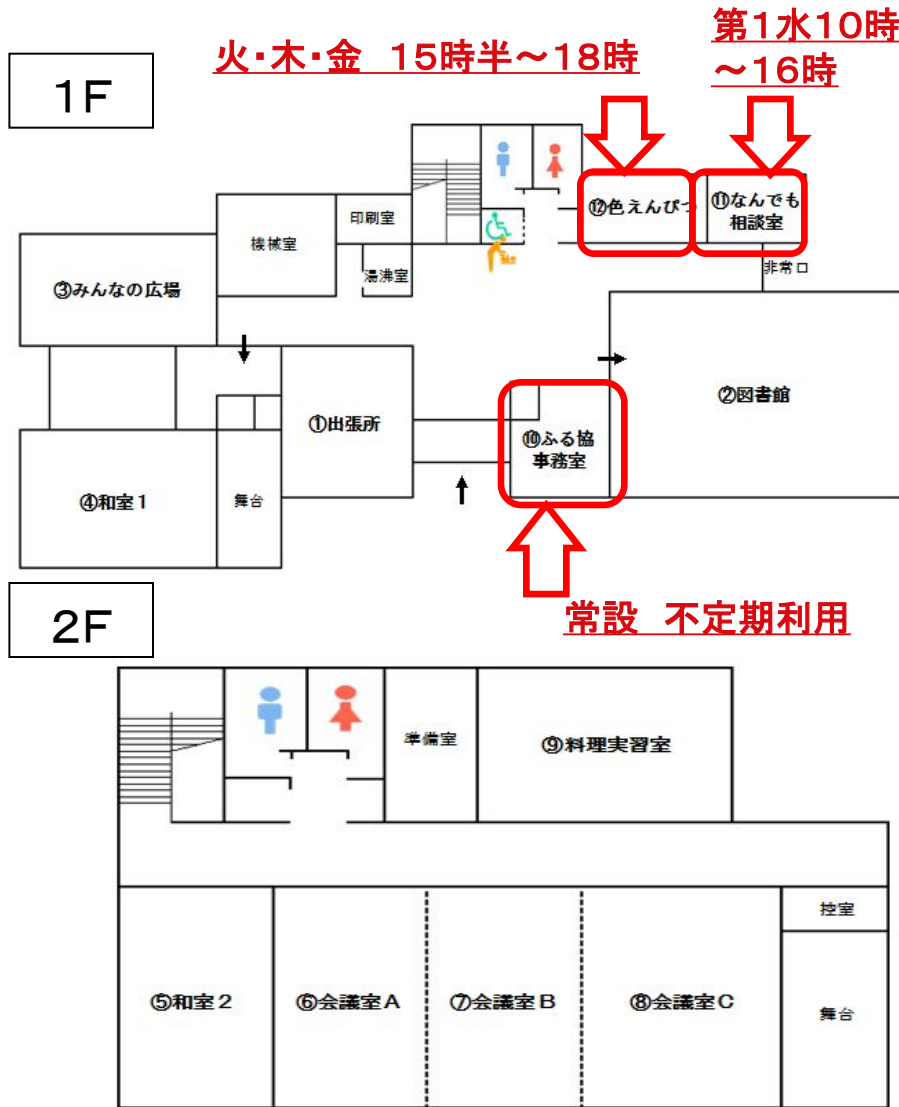 火・木・金　15時半～18時
第1水10時
～16時
1F
印刷室
機械室
湯沸室
⑫色えんぴつ
⑪なんでも
相談室
非常口
③みんなの広場
①出張所
②図書館
⑩ふる協
事務室
④和室1
舞台
常設　不定期利用
2F
準備室
⑨料理実習室
控室
⑤和室2
⑥会議室A
⑦会議室B
⑧会議室C
舞台